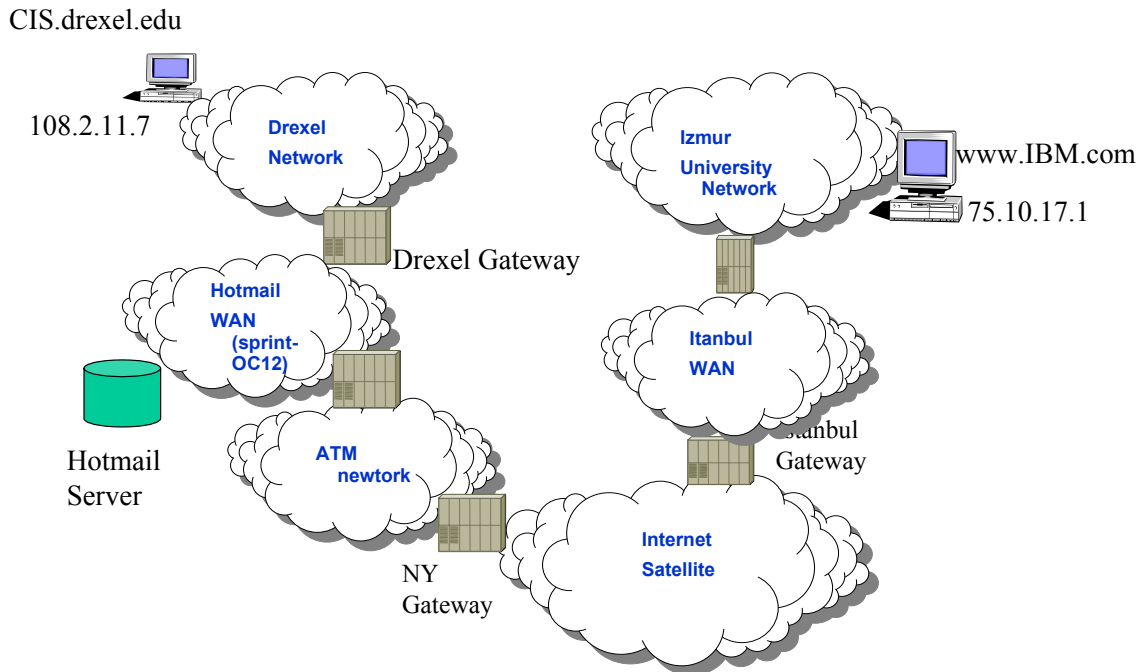 CIS.drexel.edu
108.2.11.7
Drexel
Network
Izmur
University
Network
www.IBM.com
75.10.17.1
Drexel Gateway
Hotmail
WAN
(sprint-
OC12)
Itanbul
WAN
Hotmail
Server
ATM
newtork
stanbul
Gateway
NY
Gateway
Internet
Satellite